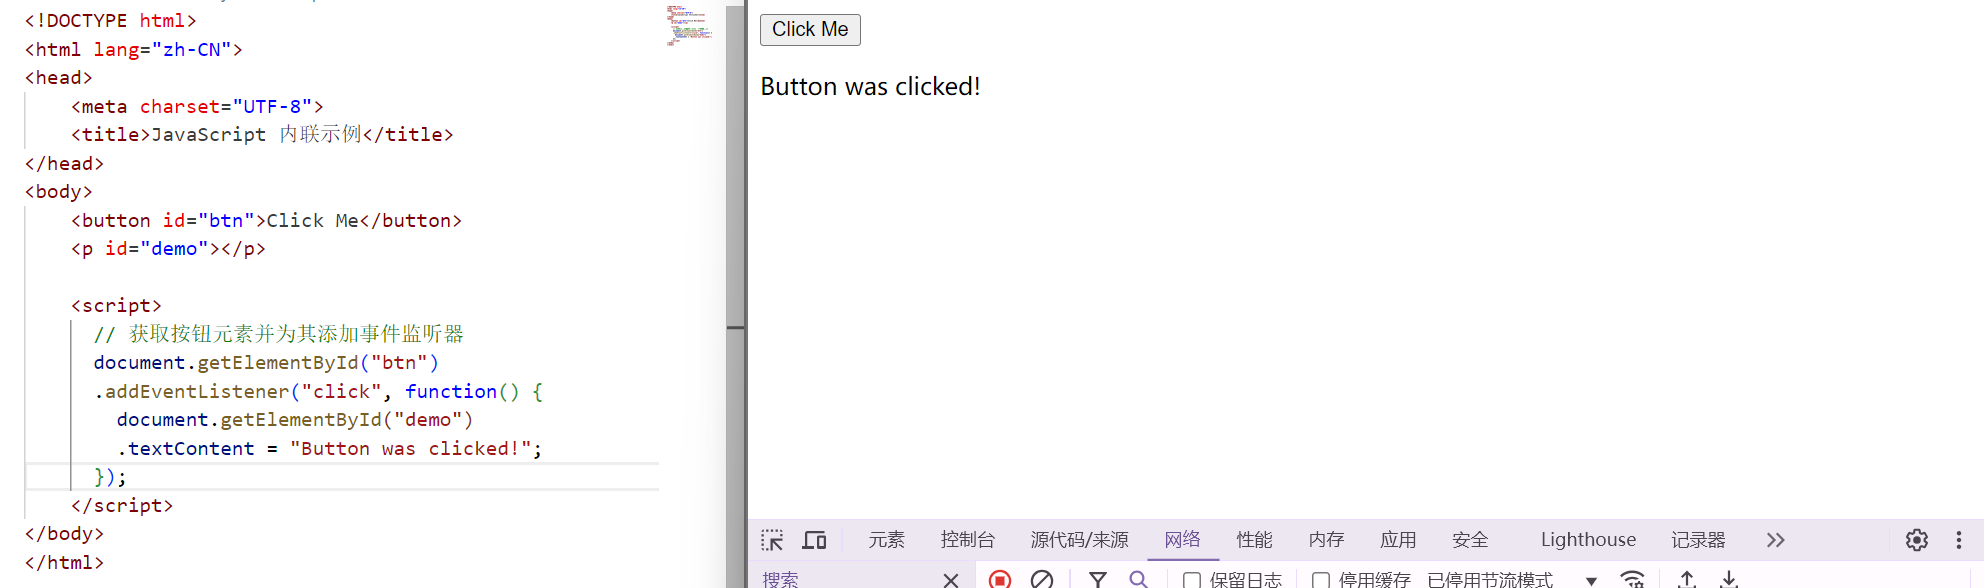 <!DOCTYPE html>
<html lang="zh-CN">
<head>
    <meta charset="UTF-8">
    <title>JavaScript 内联示例</title>
</head>
<body>
    <button id="btn">Click Me</button>
    <p id="demo"></p>

    <script>
      // 获取按钮元素并为其添加事件监听器
      document.getElementById("btn")
      .addEventListener("click", function() {
        document.getElementById("demo")
        .textContent = "Button was clicked!";
      });
    </script>
</body>
</html>
Click Me
Button was clicked!
元素 控制台 源代码/来源 网络 性能 内存 应用 安全 Lighthouse 记录器
搜索 保留日志 停用缓存 已停用节流模式